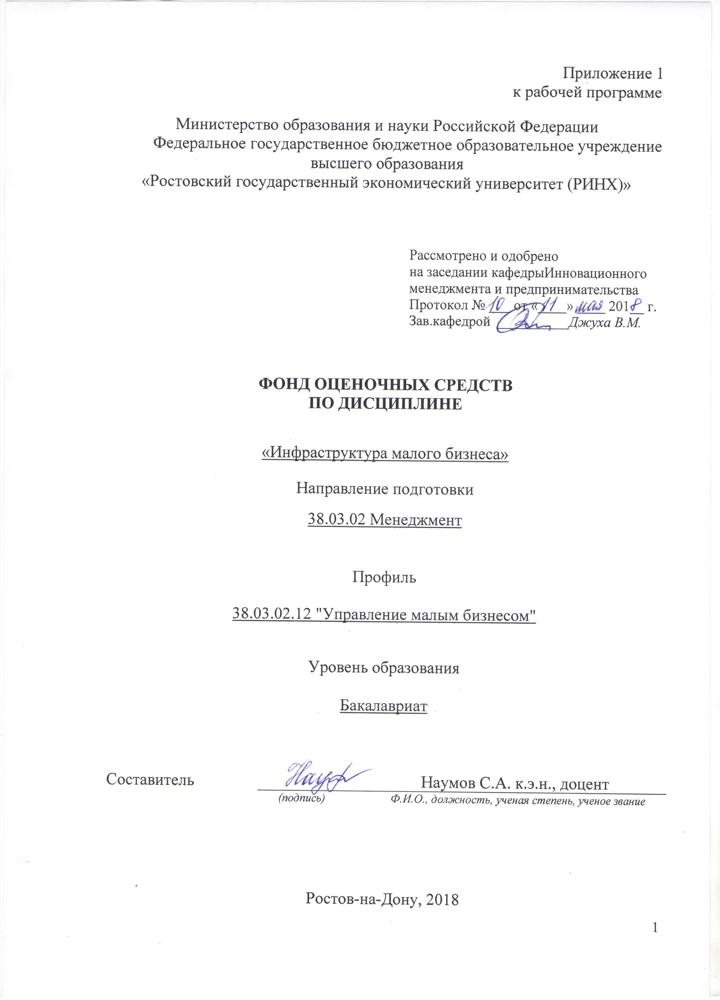 Приложение 1
к рабочей программе
Министерство образования и науки Российской Федерации
Федеральное государственное бюджетное образовательное учреждение
высшего образования
«Ростовский государственный экономический университет (РИНХ)»
Рассмотрено и одобрено
на заседании кафедрыИнновационного
менеджмента и предпринимательства
Протокол № 10 от « 11 » мая 2018 г.
Зав.кафедрой Джуха В.М.
ФОНД ОЦЕНОЧНЫХ СРЕДСТВ
ПО ДИСЦИПЛИНЕ
«Инфраструктура малого бизнеса»
Направление подготовки
38.03.02 Менеджмент
Профиль
38.03.02.12 "Управление малым бизнесом"
Уровень образования
Бакалавриат
Составитель Наумов С.А. к.э.н., доцент
(подпись) Ф.И.О., должность, ученая степень, ученое звание
Ростов-на-Дону, 2018
1